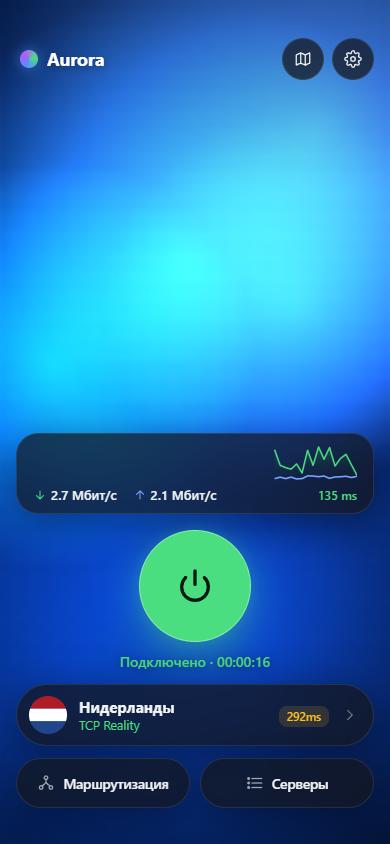 Aurora
2.7 Мбит/с 2.1 Мбит/с 135 ms
Подключено · 00:00:16
Нидерланды
TCP Reality
292ms
Маршрутизация Серверы